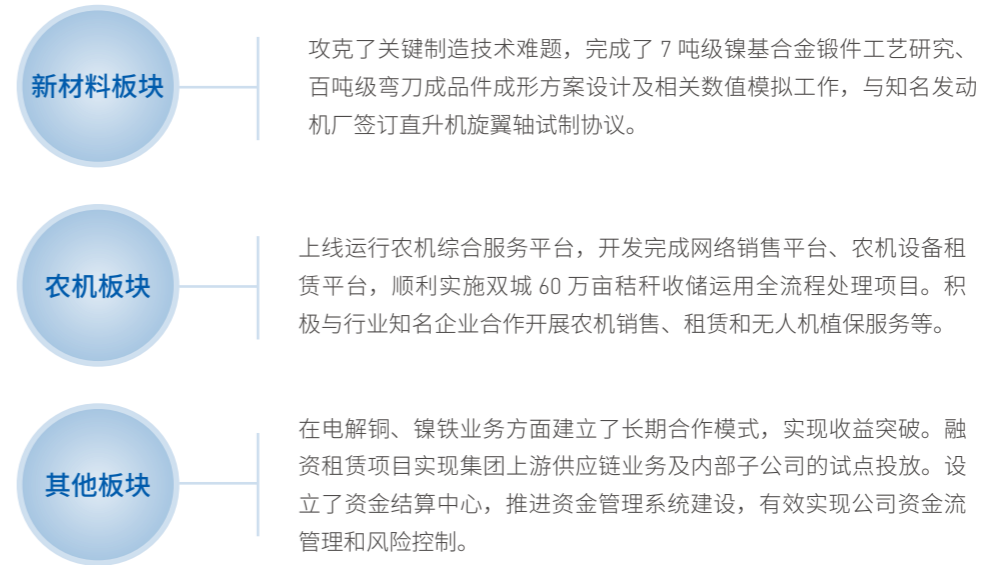 新材料板块
攻克了关键制造技术难题，完成了 7 吨级镍基合金锻件工艺研究、
百吨级弯刀成品件成形方案设计及相关数值模拟工作，与知名发动
机厂签订直升机旋翼轴试制协议。
农机板块
上线运行农机综合服务平台，开发完成网络销售平台、农机设备租
赁平台，顺利实施双城 60 万亩秸秆收储运用全流程处理项目。积
极与行业知名企业合作开展农机销售、租赁和无人机植保服务等。
其他板块
在电解铜、镍铁业务方面建立了长期合作模式，实现收益突破。融
资租赁项目实现集团上游供应链业务及内部子公司的试点投放。设
立了资金结算中心，推进资金管理系统建设，有效实现公司资金流
管理和风险控制。